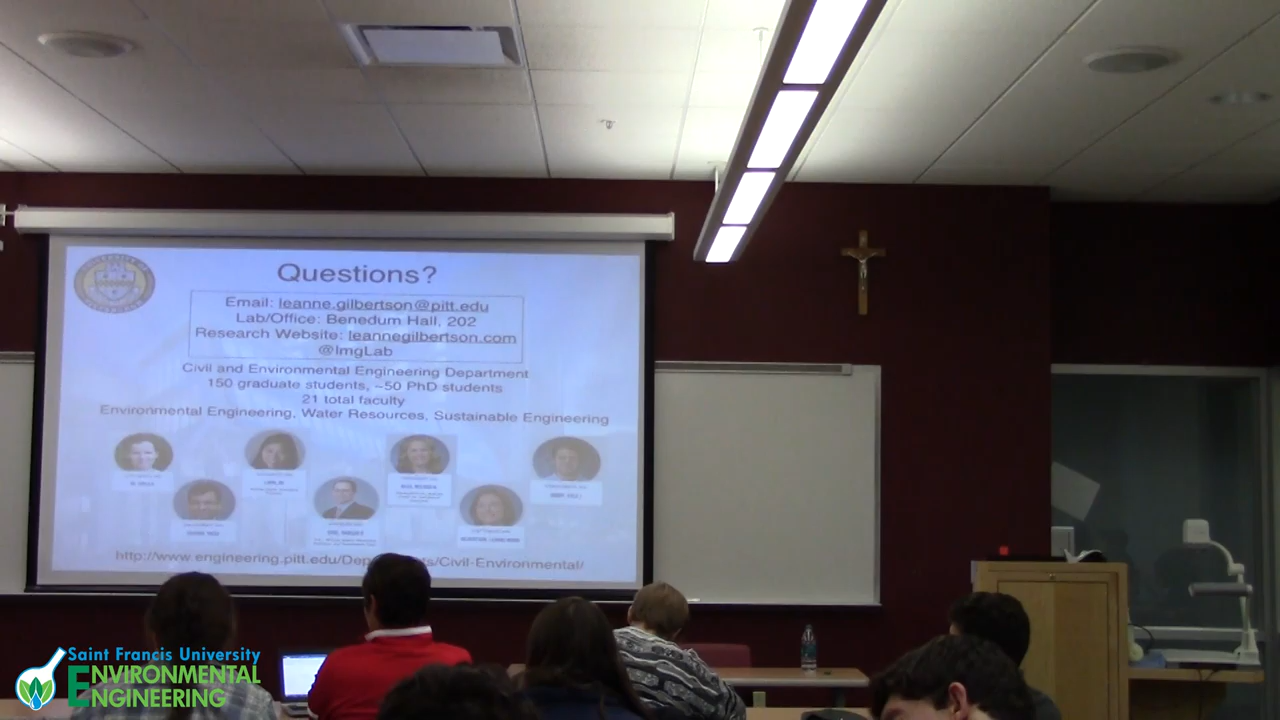 Questions?
Email: leanne.gilbertson@pitt.edu
Lab/Office: Benedum Hall, 202
Research Website: leannegilbertson.com
@lmgLab
Civil and Environmental Engineering Department
150 graduate students, ~50 PhD students
21 total faculty
Environmental Engineering, Water Resources, Sustainable Engineering
http://www.engineering.pitt.edu/Dep ts/Civil-Environmental/
Saint Francis University
ENVIRONMENTAL
ENGINEERING